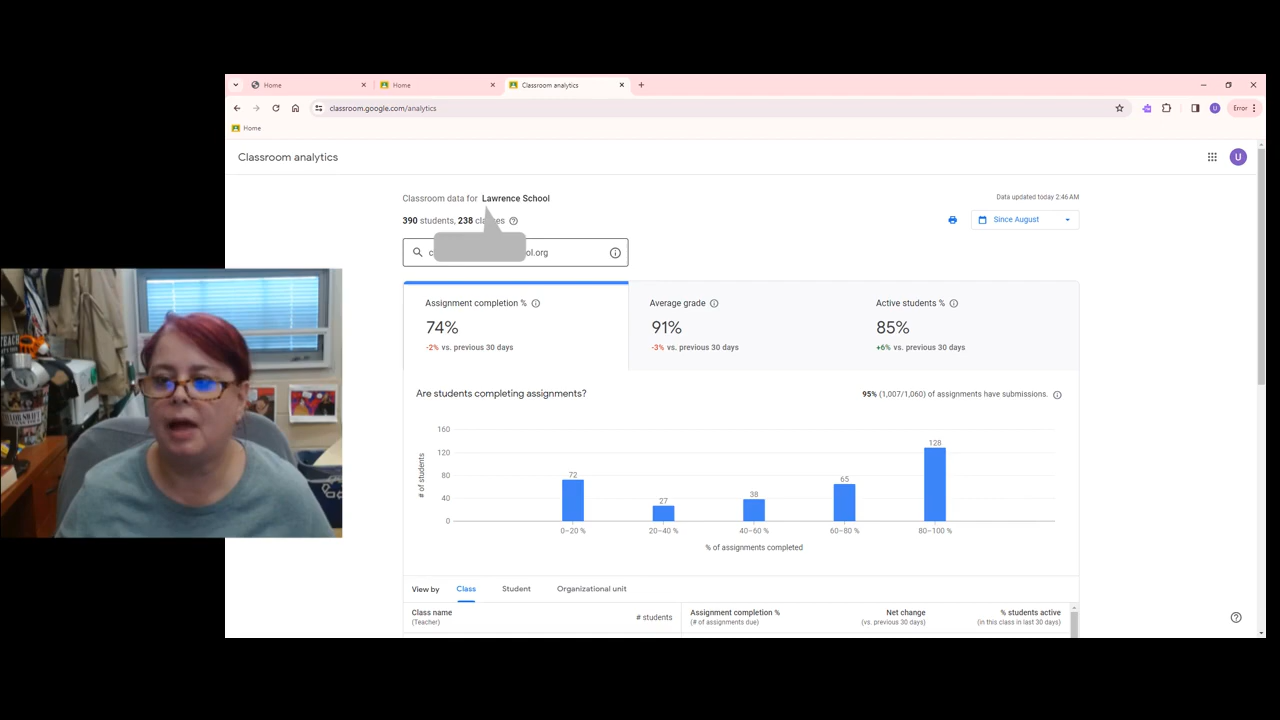 Home
Home
Classroom analytics
classroom.google.com/analytics
Error
Home
Classroom analytics
U
Classroom data for Lawrence School
Data updated today 2:46 AM
390 students, 238
Since August
ol.org
Assignment completion %
Average grade
Active students %
74%
91%
85%
-2% vs. previous 30 days
-3% vs. previous 30 days
+6% vs. previous 30 days
Are students completing assignments?
95% (1,007/1,060) of assignments have submissions.
160
120
80
40
0
# of students
72
27
38
65
128
0–20 %
20–40 %
40–60 %
60–80 %
80–100 %
% of assignments completed
View by
Class
Student
Organizational unit
Class name
(Teacher)
# students
Assignment completion %
(# of assignments due)
Net change
(vs. previous 30 days)
% students active
(in this class in last 30 days)
TEACH